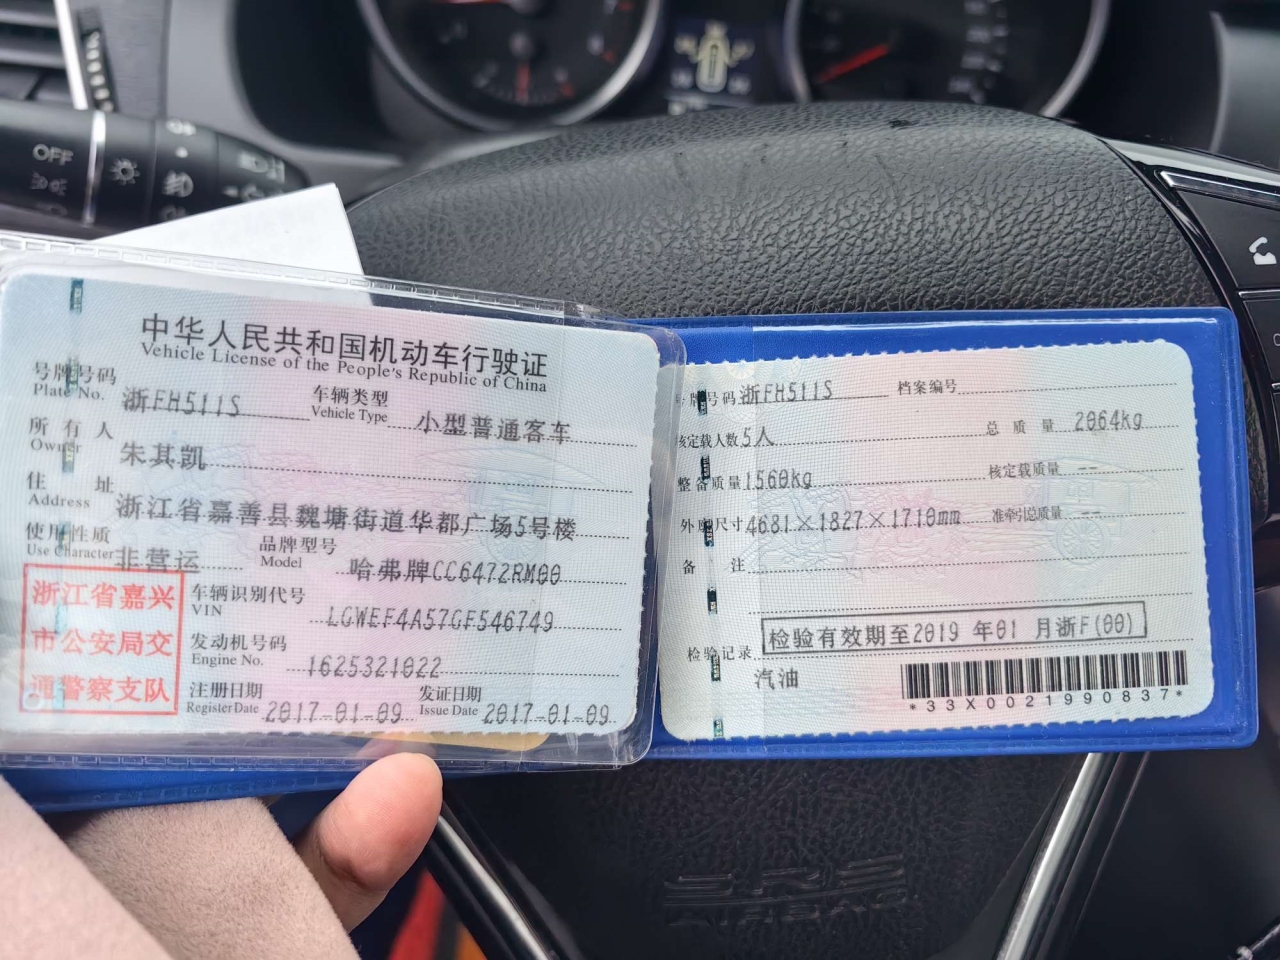 OFF
中华人民共和国机动车行驶证
Vehicle License of the People's Republic of China
号牌号码 浙FH511S 车辆类型 小型普通客车
Plate No. Vehicle Type
所有人 朱其凯
Owner
住址 浙江省嘉善县魏塘街道华都广场5号楼
Address
使用性质 非营运 品牌型号 哈弗牌CC6472RM00
Use Character Model
浙江省嘉兴
市公安局交
通警察支队
车辆识别代号 LGWEF4A57GF546749
VIN
发动机号码 1625321022
Engine No.
注册日期 2017-01-09 发证日期 2017-01-09
Register Date Issue Date
号牌号码 浙FH511S 档案编号
核定载人数 5人 总质量 2064kg
整备质量 1560kg 核定载质量 --
外廓尺寸 4681×1827×1710mm 准牵引总质量 --
备注
检验有效期至2019 年01 月浙F(00)
检验记录
汽油
*33X0021990837*
SRS
AIRBAG